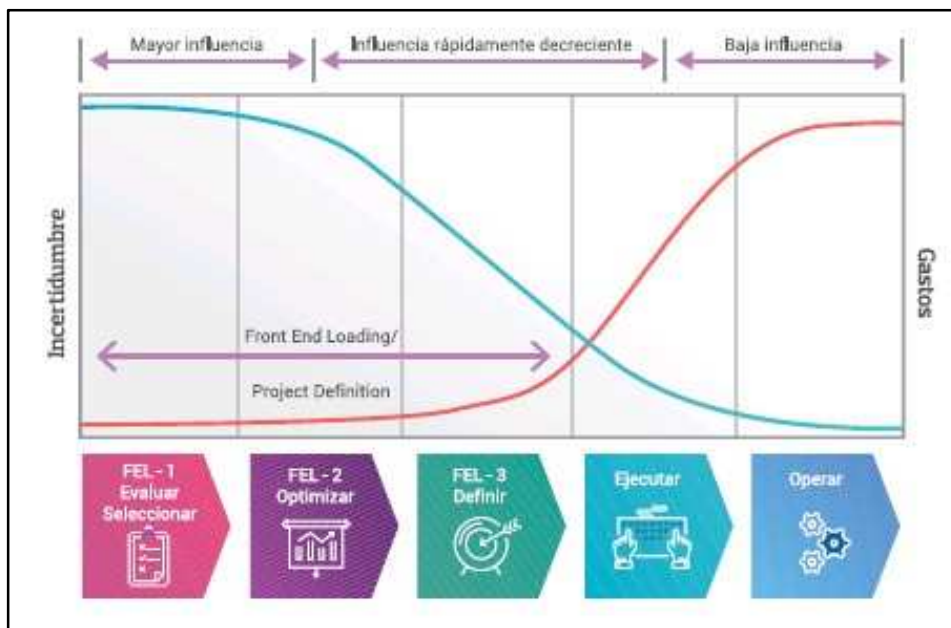 Mayor influencia
Influencia rápidamente decreciente
Baja influencia
Incertidumbre
Gastos
Front End Loading/
Project Definition
FEL - 1
Evaluar
Seleccionar
FEL - 2
Optimizar
FEL - 3
Definir
Ejecutar
Operar